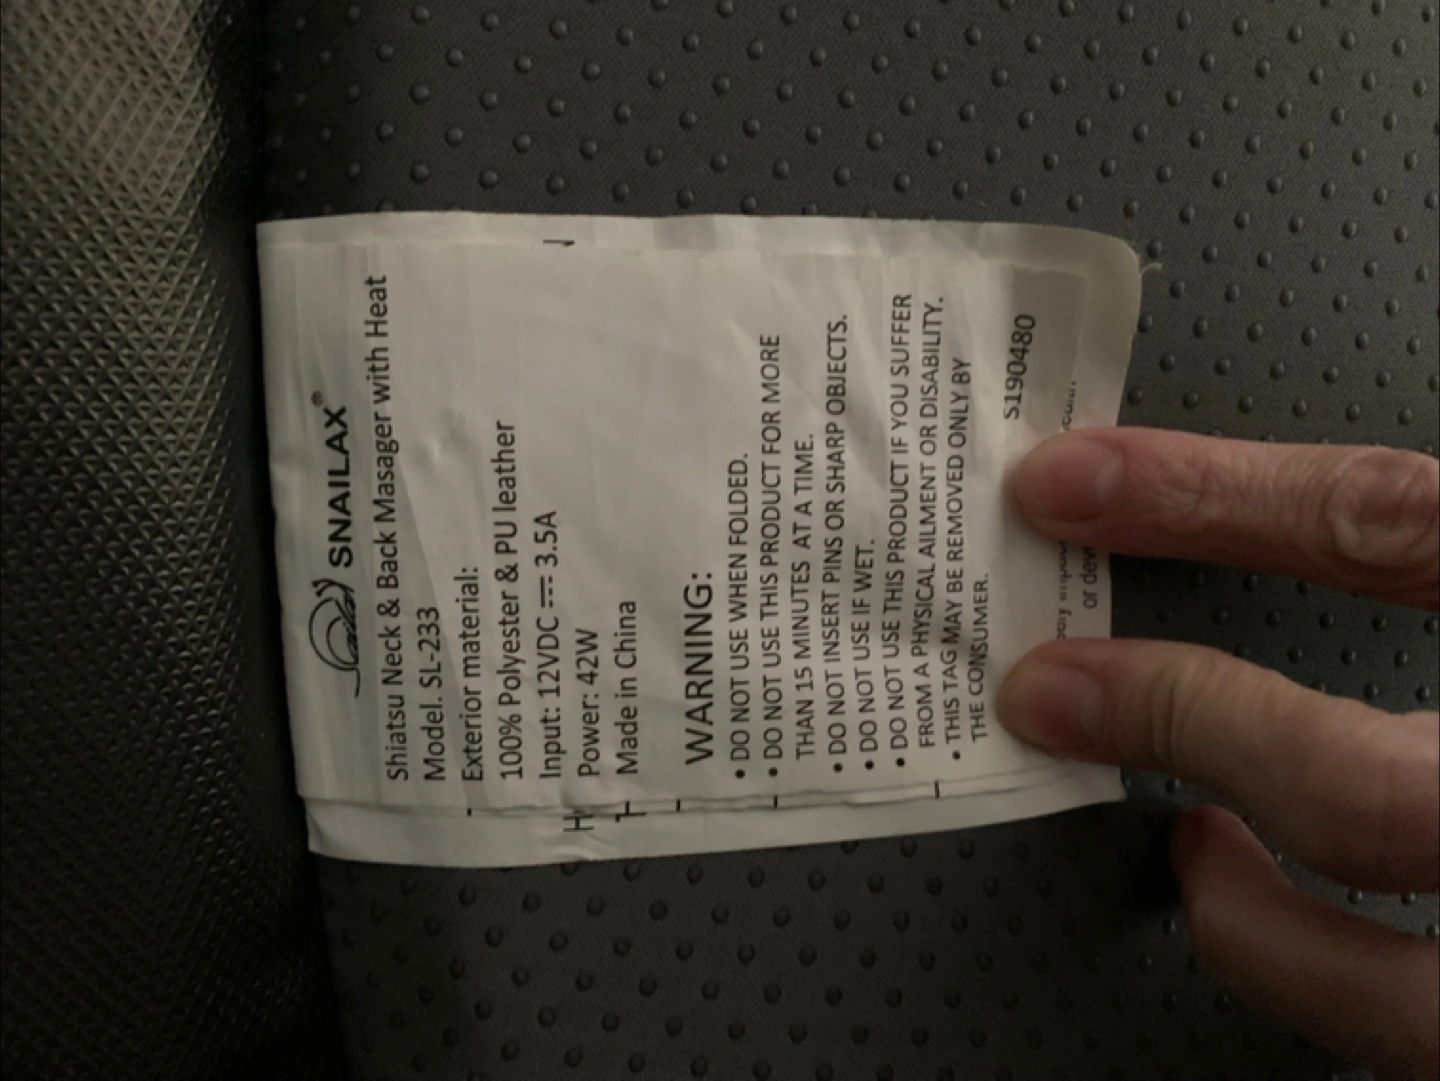 SNAILAX®
Shiatsu Neck & Back Masager with Heat
Model. SL-233
Exterior material:
100% Polyester & PU leather
Input: 12VDC ⎓ 3.5A
Power: 42W
Made in China
WARNING:
• DO NOT USE WHEN FOLDED.
• DO NOT USE THIS PRODUCT FOR MORE
THAN 15 MINUTES AT A TIME.
• DO NOT INSERT PINS OR SHARP OBJECTS.
• DO NOT USE IF WET.
• DO NOT USE THIS PRODUCT IF YOU SUFFER
FROM A PHYSICAL AILMENT OR DISABILITY.
• THIS TAG MAY BE REMOVED ONLY BY
THE CONSUMER.
S190480
or